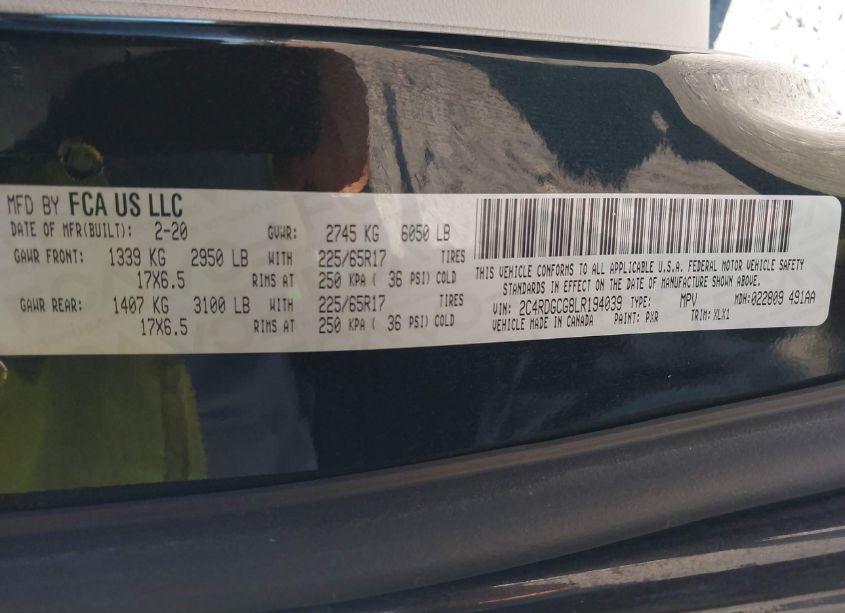 MFD BY FCA US LLC
DATE OF MFR(BUILT): 2-20 GVWR: 2745 KG 6050 LB
GAWR FRONT: 1339 KG 2950 LB WITH 225/65R17 TIRES
17X6.5 RIMS AT 250 KPA ( 36 PSI) COLD
GAWR REAR: 1407 KG 3100 LB WITH 225/65R17 TIRES
17X6.5 RIMS AT 250 KPA ( 36 PSI) COLD
THIS VEHICLE CONFORMS TO ALL APPLICABLE U.S.A. FEDERAL MOTOR VEHICLE SAFETY
STANDARDS IN EFFECT ON THE DATE OF MANUFACTURE SHOWN ABOVE.
VIN: 2C4RDGCG8LR194039 TYPE: MPV MDH: 022809 491AA
VEHICLE MADE IN CANADA PAINT: PXR TRIM: XLX1